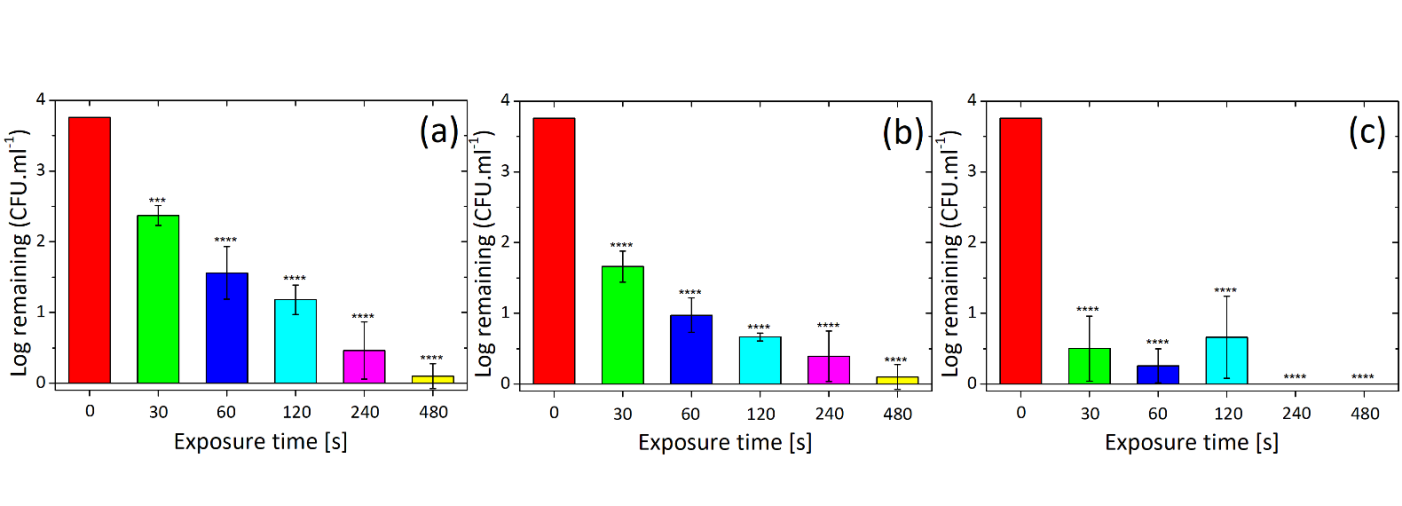 (a)
Log remaining (CFU.ml-1)
4
3
2
1
0
***
****
****
****
****
0 30 60 120 240 480
Exposure time [s]
(b)
Log remaining (CFU.ml-1)
4
3
2
1
0
****
****
****
****
****
0 30 60 120 240 480
Exposure time [s]
(c)
Log remaining (CFU.ml-1)
4
3
2
1
0
****
****
****
****
****
0 30 60 120 240 480
Exposure time [s]